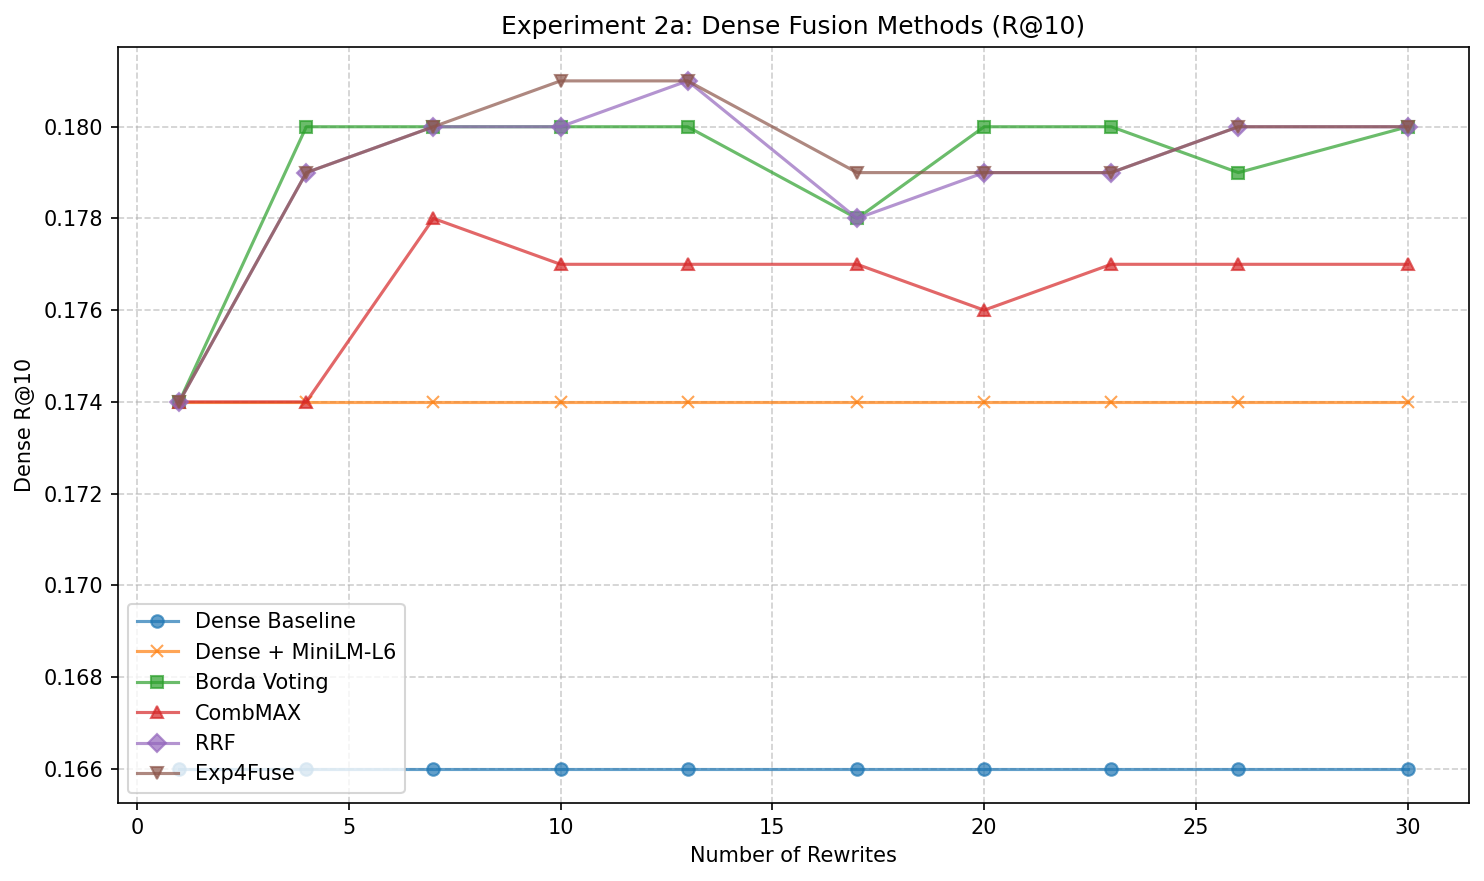 Experiment 2a: Dense Fusion Methods (R@10)
0.180
0.178
0.176
0.174
0.172
0.170
0.168
0.166
Dense R@10
Dense Baseline
Dense + MiniLM-L6
Borda Voting
CombMAX
RRF
Exp4Fuse
0 5 10 15 20 25 30
Number of Rewrites